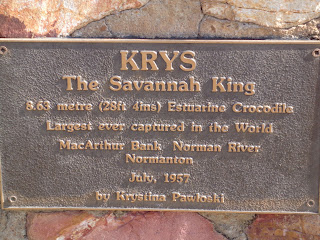 KRYS
The Savannah King
8.63 metre (28ft 4ins) Estuarine Crocodile
Largest ever captured in the World
MacArthur Bank Norman River
Normanton
July, 1957
by Krystina Pawloski